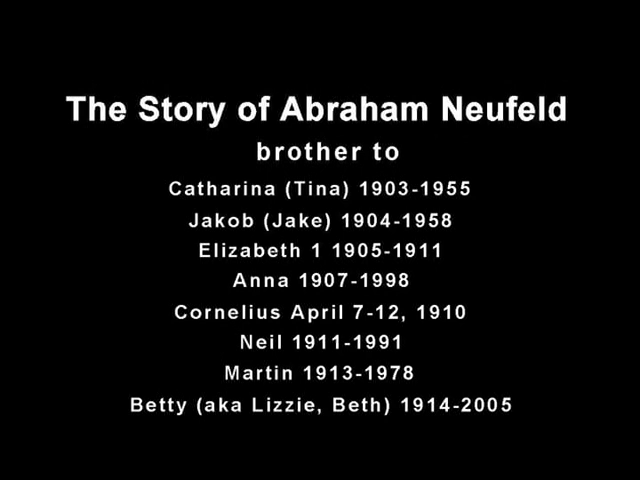 The Story of Abraham Neufeld
brother to
Catharina (Tina) 1903-1955
Jakob (Jake) 1904-1958
Elizabeth 1 1905-1911
Anna 1907-1998
Cornelius April 7-12, 1910
Neil 1911-1991
Martin 1913-1978
Betty (aka Lizzie, Beth) 1914-2005